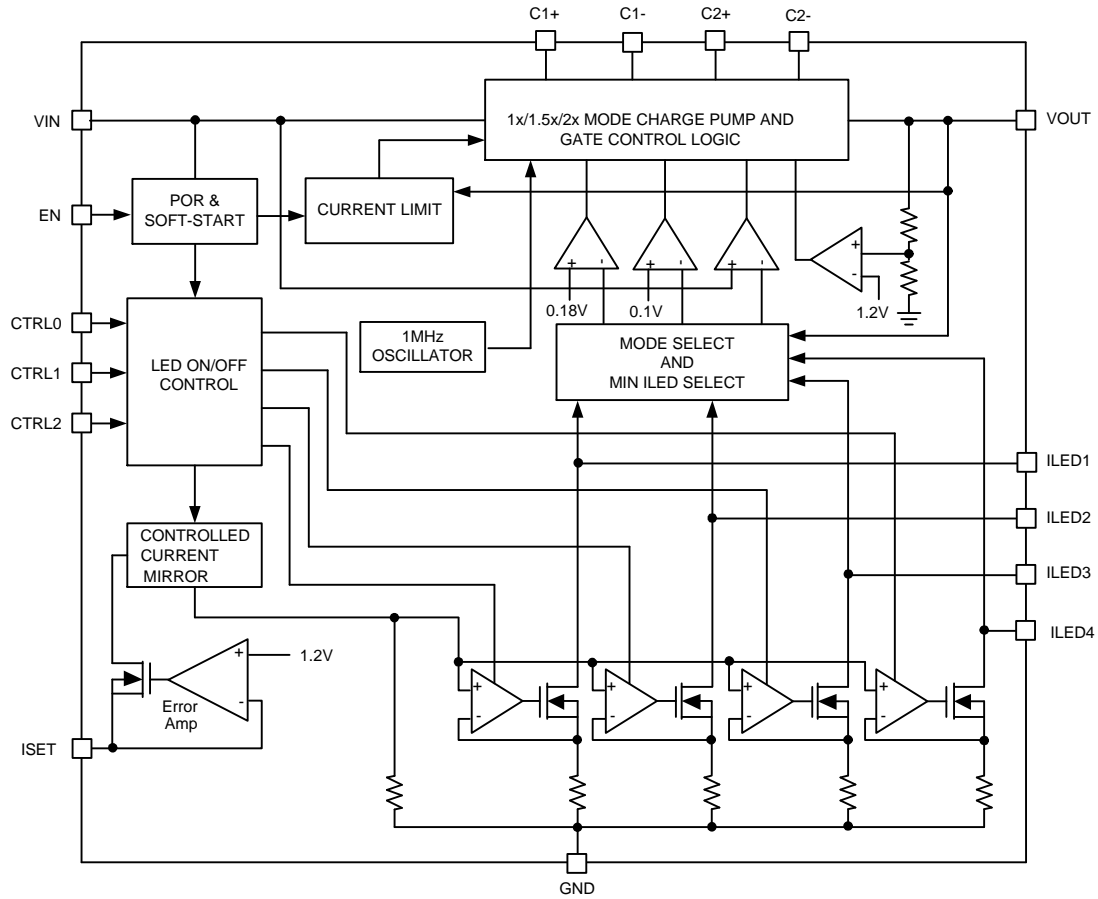 C1+
C1-
C2+
C2-
VIN
1x/1.5x/2x MODE CHARGE PUMP AND
GATE CONTROL LOGIC
VOUT
EN
POR &
SOFT-START
CURRENT LIMIT
+
-
+
-
+
-
+
-
0.18V
0.1V
1.2V
CTRL0
CTRL1
CTRL2
LED ON/OFF
CONTROL
1MHz
OSCILLATOR
MODE SELECT
AND
MIN ILED SELECT
ILED1
ILED2
ILED3
ILED4
CONTROLLED
CURRENT
MIRROR
+
-
1.2V
Error
Amp
ISET
+
-
+
-
+
-
+
-
GND